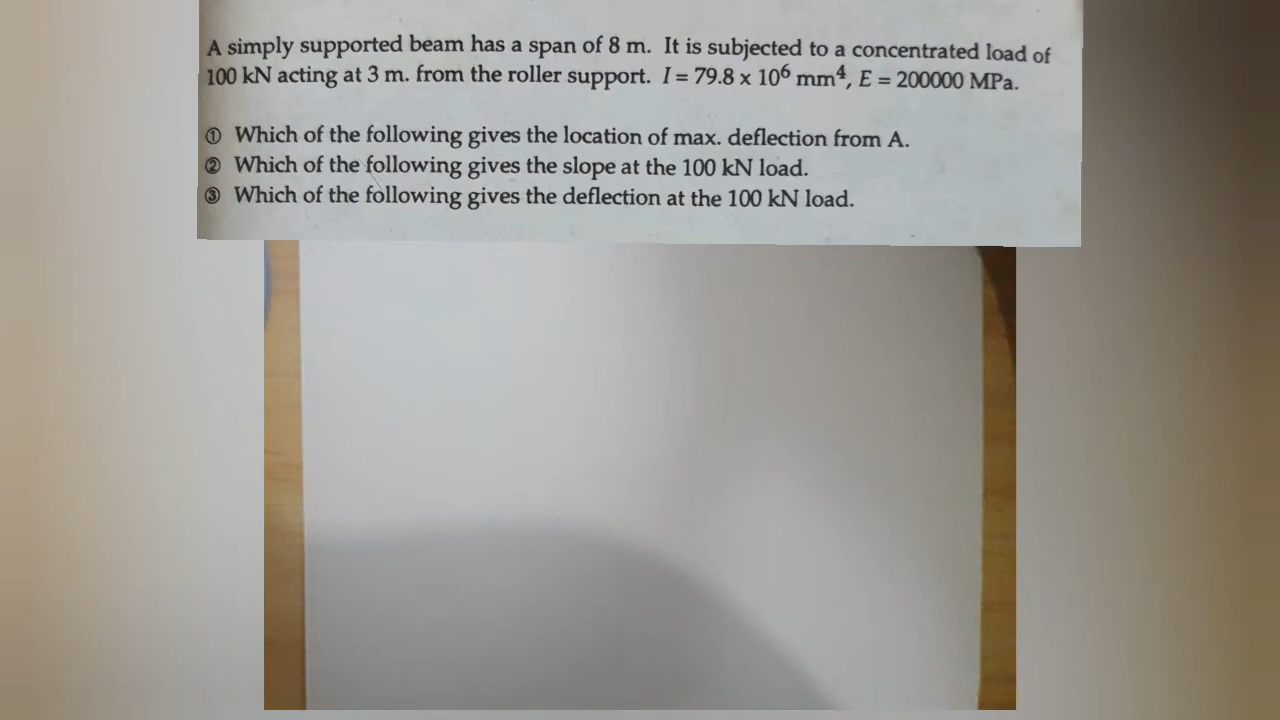 A simply supported beam has a span of 8 m. It is subjected to a concentrated load of
100 kN acting at 3 m. from the roller support. I = 79.8 x 10⁶ mm⁴, E = 200000 MPa.
① Which of the following gives the location of max. deflection from A.
② Which of the following gives the slope at the 100 kN load.
③ Which of the following gives the deflection at the 100 kN load.